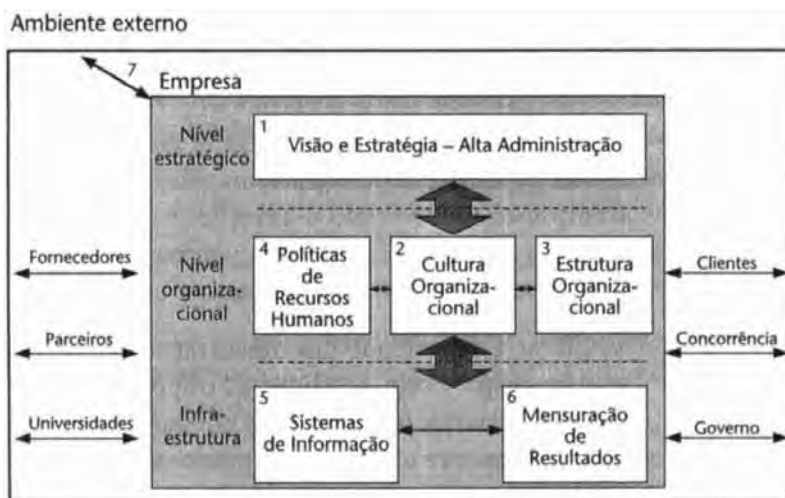 Ambiente externo
7
Empresa
Nível
estratégico
1
Visão e Estratégia – Alta Administração
Fornecedores
Parceiros
Universidades
Nível
organiza-
cional
4
Políticas
de
Recursos
Humanos
2
Cultura
Organiza-
cional
3
Estrutura
Organiza-
cional
Clientes
Concorrência
Governo
Infra-
estrutura
5
Sistemas
de Informação
6
Mensuração
de
Resultados